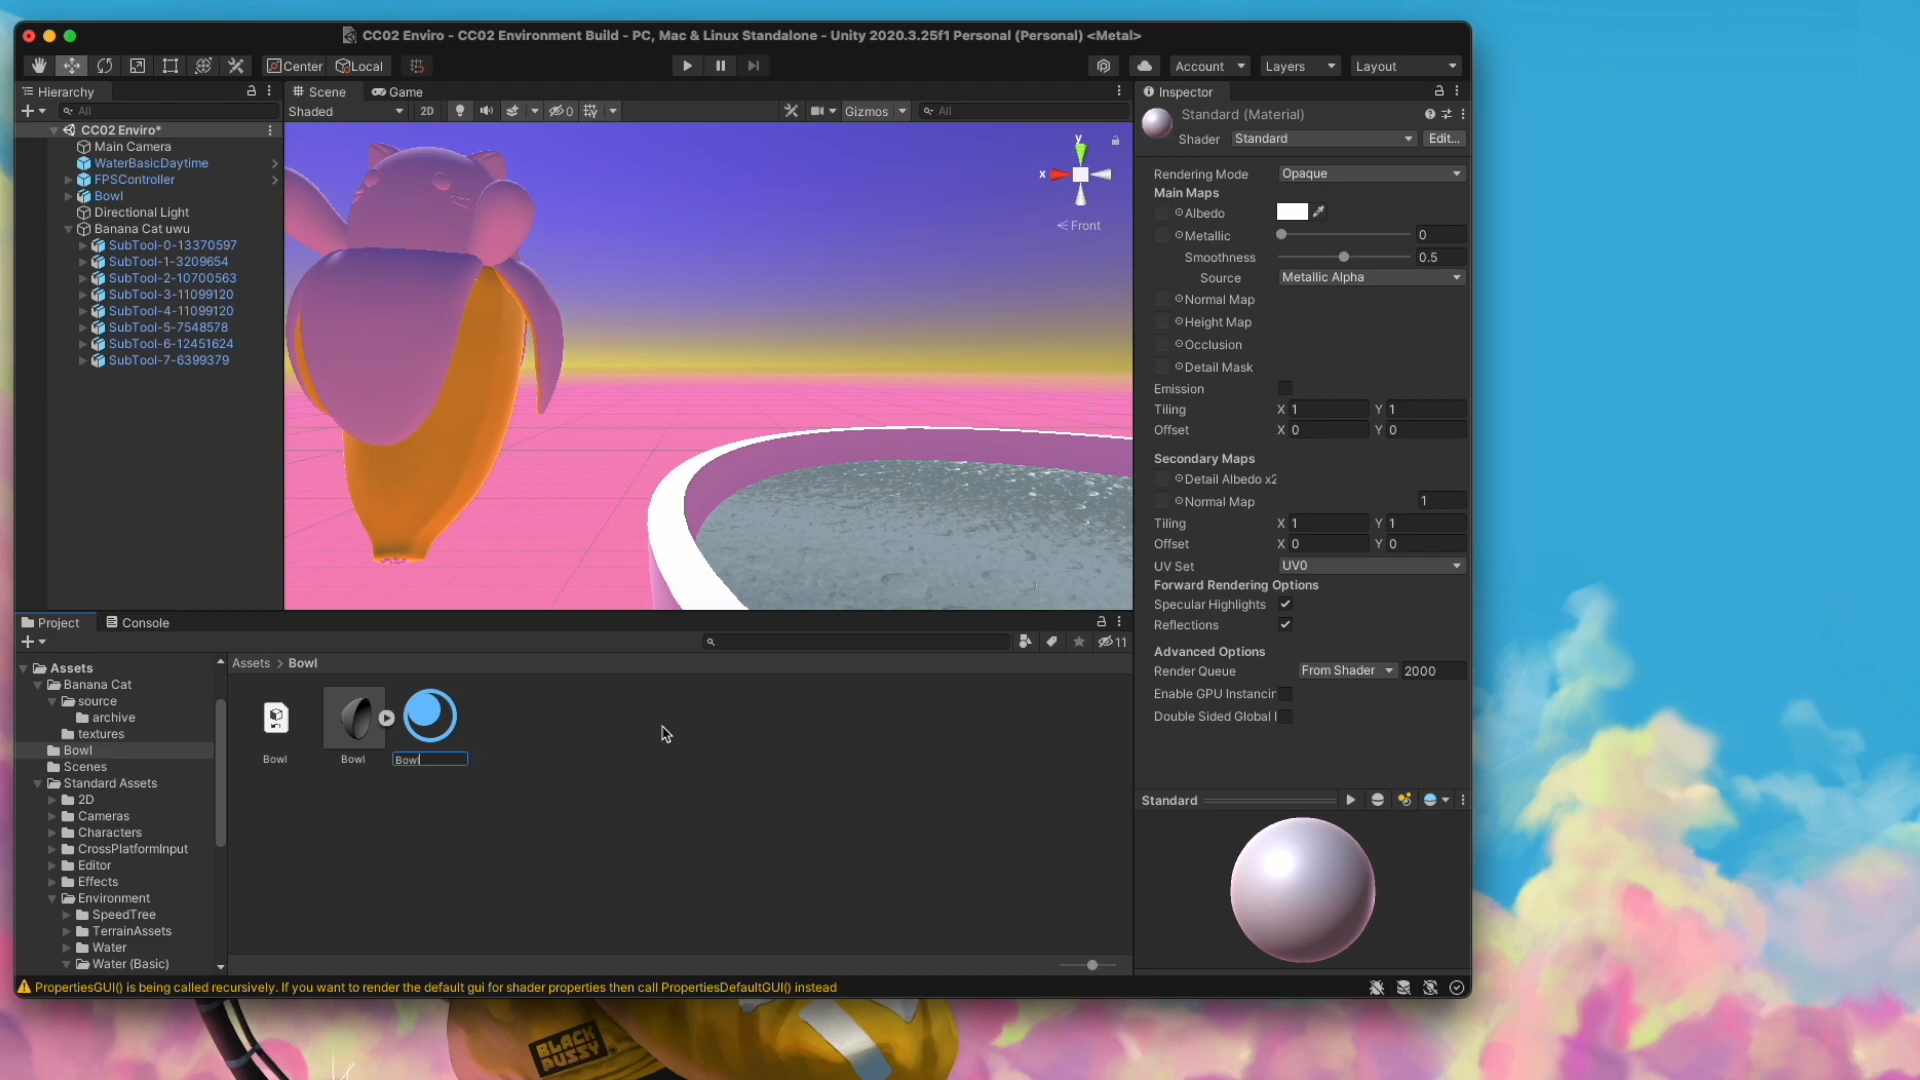 CC02 Enviro - CC02 Environment Build - PC, Mac & Linux Standalone - Unity 2020.3.25f1 Personal (Personal) <Metal>
Center
Local
Account
Layers
Layout
Hierarchy
All
CC02 Enviro*
Main Camera
WaterBasicDaytime
FPSController
Bowl
Directional Light
Banana Cat uwu
SubTool-0-13370597
SubTool-1-3209654
SubTool-2-10700563
SubTool-3-11099120
SubTool-4-11099120
SubTool-5-7548578
SubTool-6-12451624
SubTool-7-6399379
Scene
Game
Shaded
2D
0
Gizmos
All
y
x
Front
Inspector
Standard (Material)
Shader
Standard
Edit...
Rendering Mode
Opaque
Main Maps
Albedo
Metallic
0
Smoothness
0.5
Source
Metallic Alpha
Normal Map
Height Map
Occlusion
Detail Mask
Emission
Tiling
X 1
Y 1
Offset
X 0
Y 0
Secondary Maps
Detail Albedo x2
Normal Map
1
Tiling
X 1
Y 1
Offset
X 0
Y 0
UV Set
UV0
Forward Rendering Options
Specular Highlights
Reflections
Advanced Options
Render Queue
From Shader
2000
Enable GPU Instancin
Double Sided Global I
Standard
Project
Console
11
Assets
Banana Cat
source
archive
textures
Bowl
Scenes
Standard Assets
2D
Cameras
Characters
CrossPlatformInput
Editor
Effects
Environment
SpeedTree
TerrainAssets
Water
Water (Basic)
Assets > Bowl
Bowl
Bowl
Bowl
PropertiesGUI() is being called recursively. If you want to render the default gui for shader properties then call PropertiesDefaultGUI() instead
BLACK
PUSSY